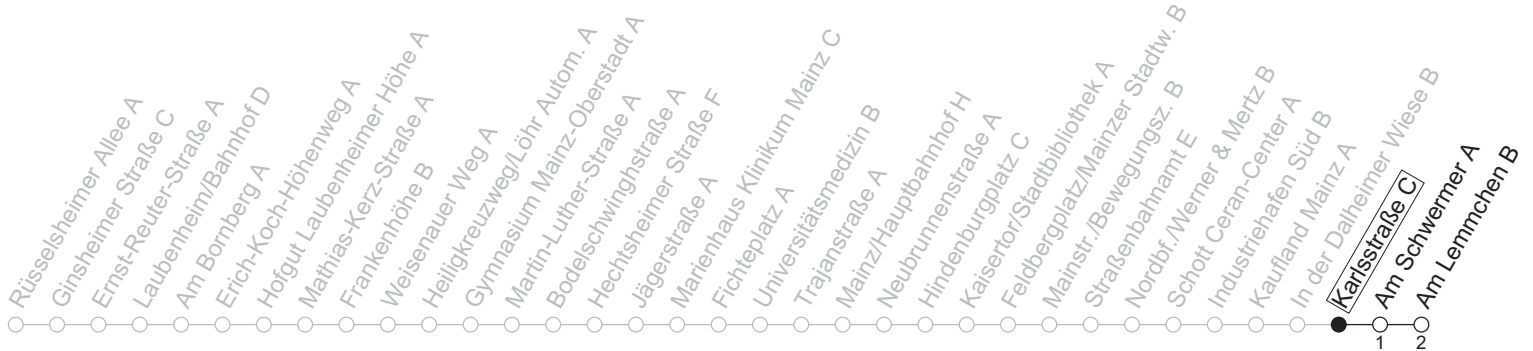 Rüsselsheimer Allee A
Ginsheimer Straße C
Ernst-Reuter-Straße A
Laubenheim/Bahnhof D
Am Bornberg A
Erich-Koch-Höhenweg A
Hofgut Laubenheimer Höhe A
Mathias-Kerz-Straße A
Frankenhöhe B
Weisenauer Weg A
Heiligkreuzweg/Löhr Autom. A
Gymnasium Mainz-Oberstadt A
Martin-Luther-Straße A
Bodelschwinghstraße A
Hechtsheimer Straße F
Jägerstraße A
Marienhaus Klinikum Mainz C
Fichteplatz A
Universitätsmedizin B
Trajanstraße A
Mainz/Hauptbahnhof H
Neubrunnenstraße A
Hindenburgplatz C
Kaisertor/Stadtbibliothek A
Feldbergplatz/Mainzer Stadtw. B
Mainstr./Bewegungsz. B
Straßenbahnamt E
Nordbf./Werner & Mertz B
Schott Ceran-Center A
Industriehafen Süd B
Kaufland Mainz A
In der Dalheimer Wiese B
Karlsstraße C
Am Schwermer A
Am Lemmchen B
1 2